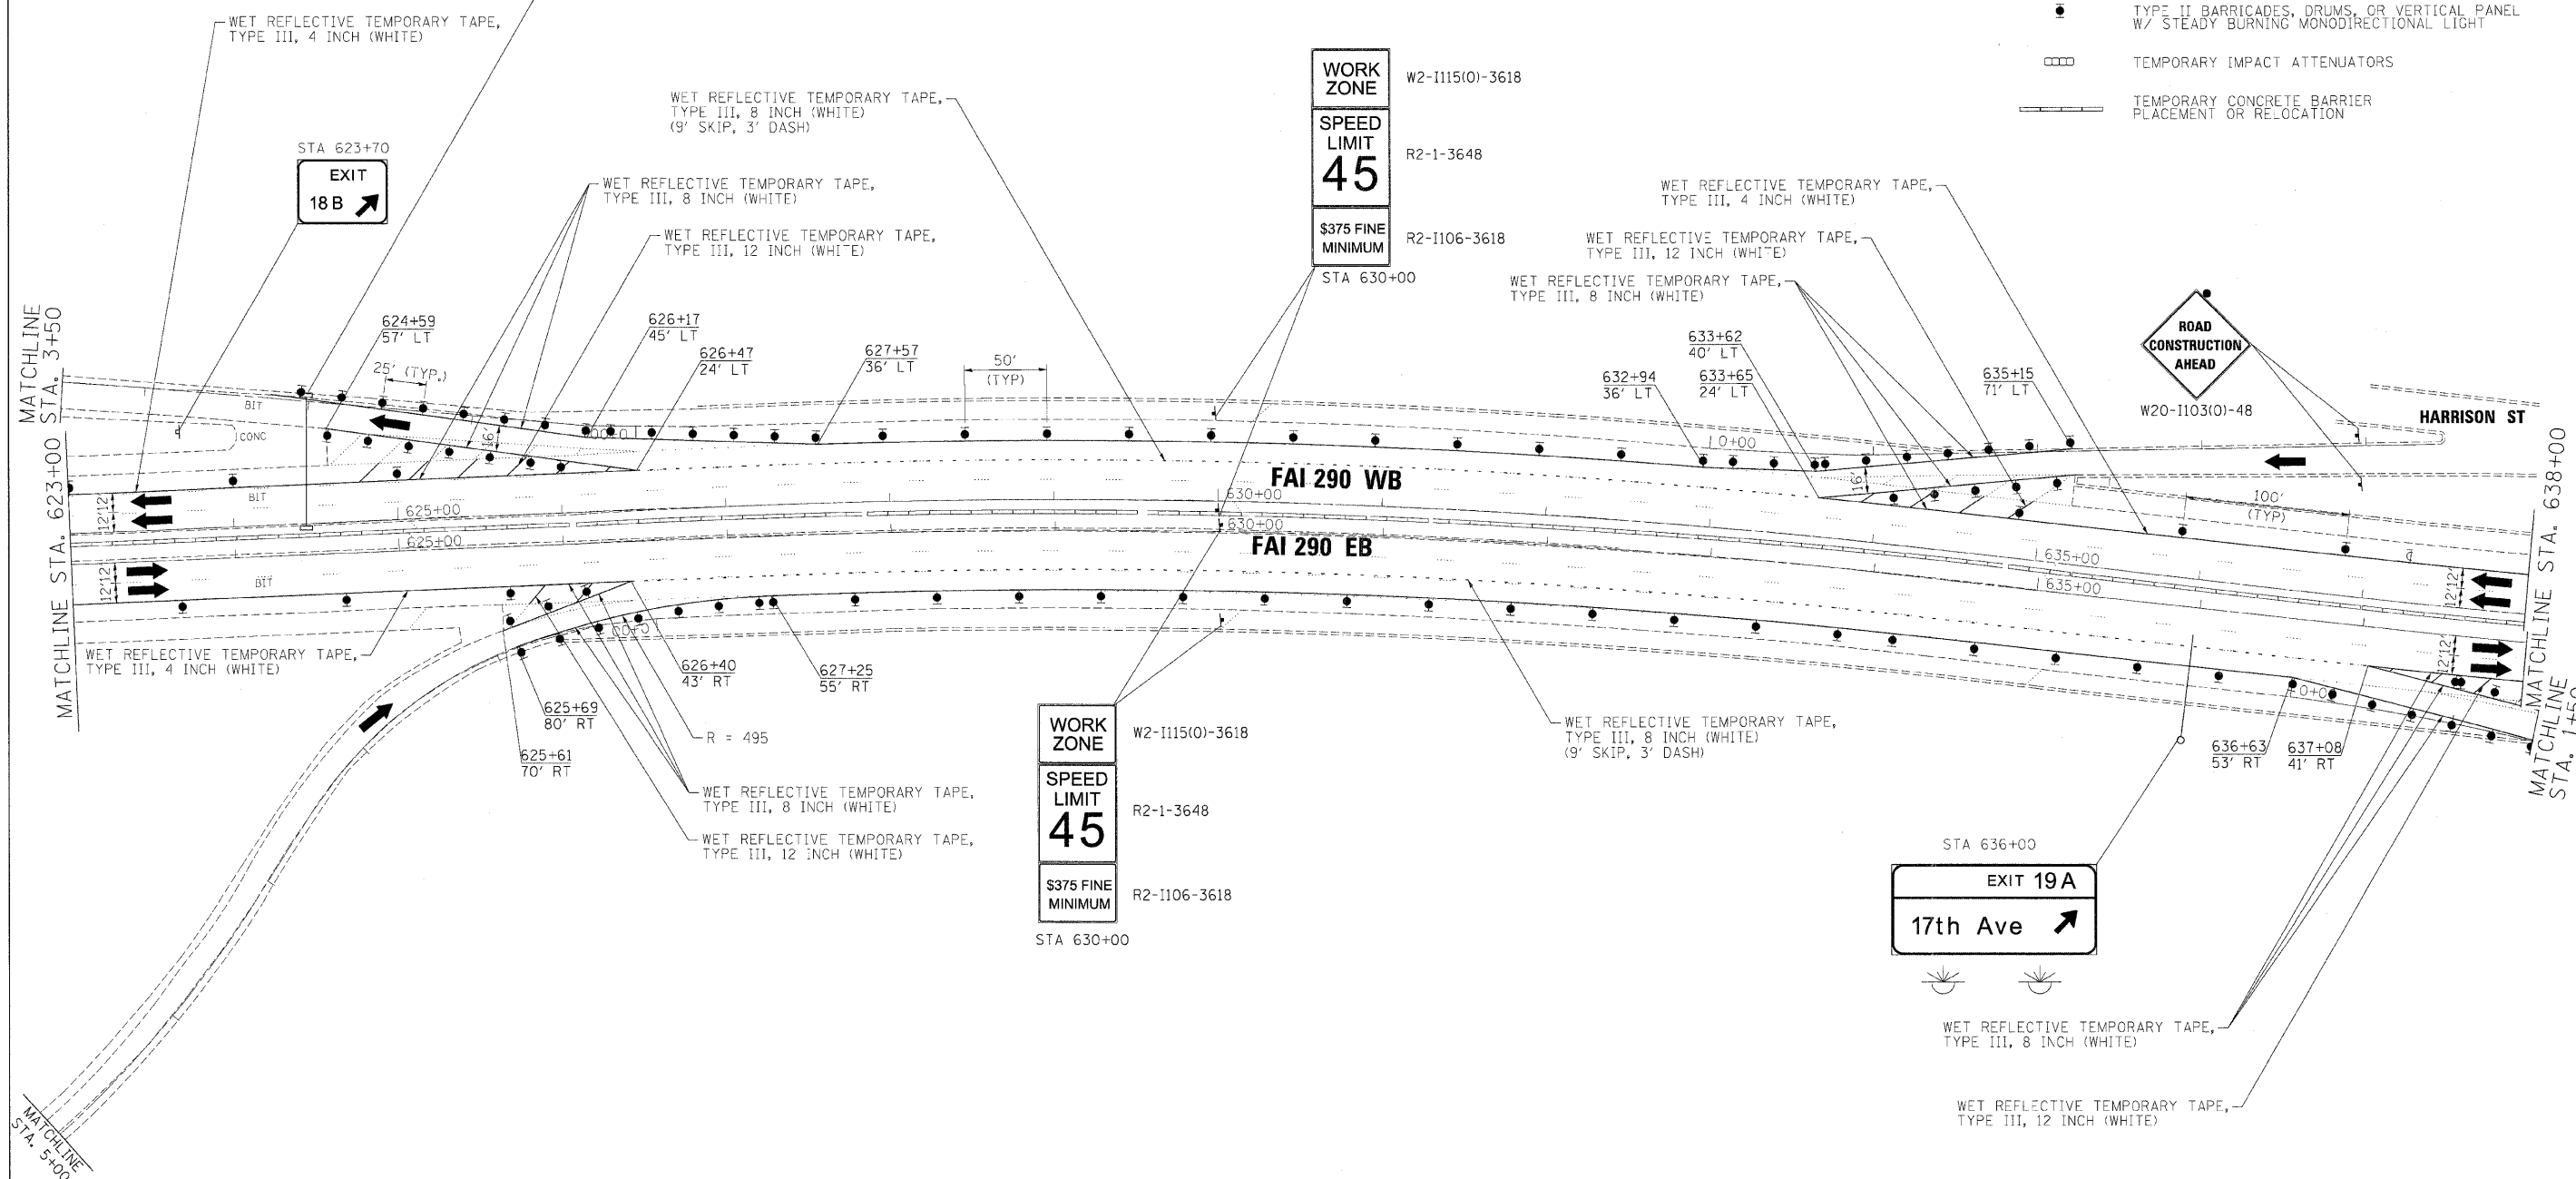 WET REFLECTIVE TEMPORARY TAPE,
TYPE III, 4 INCH (WHITE)
TYPE II BARRICADES, DRUMS, OR VERTICAL PANEL
W/ STEADY BURNING MONODIRECTIONAL LIGHT
TEMPORARY IMPACT ATTENUATORS
TEMPORARY CONCRETE BARRIER
PLACEMENT OR RELOCATION
WORK
ZONE
W2-I115(O)-3618
SPEED
LIMIT
45
R2-1-3648
$375 FINE
MINIMUM
R2-I106-3618
STA 630+00
WET REFLECTIVE TEMPORARY TAPE,
TYPE III, 8 INCH (WHITE)
(9' SKIP, 3' DASH)
STA 623+70
EXIT
18 B
WET REFLECTIVE TEMPORARY TAPE,
TYPE III, 8 INCH (WHITE)
WET REFLECTIVE TEMPORARY TAPE,
TYPE III, 12 INCH (WHITE)
WET REFLECTIVE TEMPORARY TAPE,
TYPE III, 4 INCH (WHITE)
WET REFLECTIVE TEMPORARY TAPE,
TYPE III, 12 INCH (WHITE)
WET REFLECTIVE TEMPORARY TAPE,
TYPE III, 8 INCH (WHITE)
ROAD
CONSTRUCTION
AHEAD
W20-I103(O)-48
HARRISON ST
MATCHLINE
STA. 3+50
624+59
57' LT
25' (TYP.)
626+17
45' LT
626+47
24' LT
627+57
36' LT
50'
(TYP)
632+94
36' LT
633+62
40' LT
633+65
24' LT
635+15
71' LT
BIT
CONC
16'
0+00
0+00
16'
100'
(TYP)
MATCHLINE STA. 623+00
MATCHLINE STA. 638+00
12'12'
BIT
625+00
625+00
FAI 290 WB
630+00
630+00
FAI 290 EB
635+00
635+00
12'12'
12'12'
BIT
12'12'
WET REFLECTIVE TEMPORARY TAPE,
TYPE III, 4 INCH (WHITE)
626+40
43' RT
627+25
55' RT
625+69
80' RT
625+61
70' RT
R = 495
WET REFLECTIVE TEMPORARY TAPE,
TYPE III, 8 INCH (WHITE)
WET REFLECTIVE TEMPORARY TAPE,
TYPE III, 12 INCH (WHITE)
WORK
ZONE
W2-I115(O)-3618
SPEED
LIMIT
45
R2-1-3648
$375 FINE
MINIMUM
R2-I106-3618
STA 630+00
WET REFLECTIVE TEMPORARY TAPE,
TYPE III, 8 INCH (WHITE)
(9' SKIP, 3' DASH)
0+00
636+63
53' RT
637+08
41' RT
MATCHLINE
STA. 1+50
STA 636+00
EXIT 19 A
17th Ave
WET REFLECTIVE TEMPORARY TAPE,
TYPE III, 8 INCH (WHITE)
WET REFLECTIVE TEMPORARY TAPE,
TYPE III, 12 INCH (WHITE)
MATCHLINE
STA. 5+00